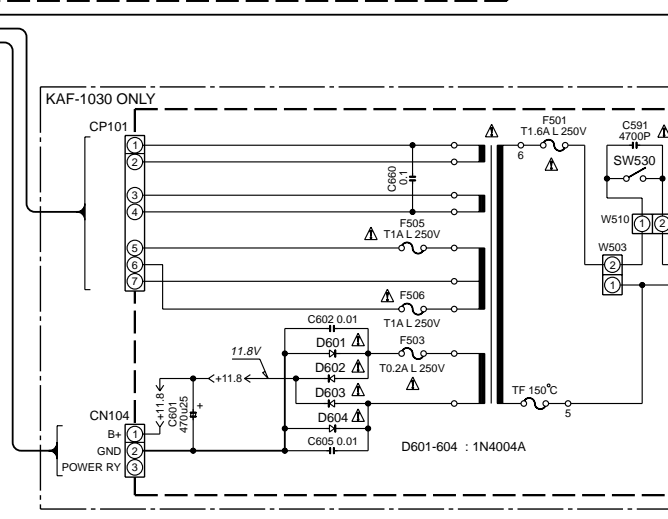 KAF-1030 ONLY
CP101
1
2
3
4
5
6
7
C660
0.1
F505
T1A L 250V
F506
T1A L 250V
F501
T1.6A L 250V
6
C591
4700P
SW530
W510
1
2
W503
2
1
C602 0.01
D601
D602
D603
D604
C605 0.01
F503
T0.2A L 250V
11.8V
+11.8
+11.8
C601
470u25
+
TF 150°C
5
D601-604 : 1N4004A
CN104
B+
1
GND
2
POWER RY
3